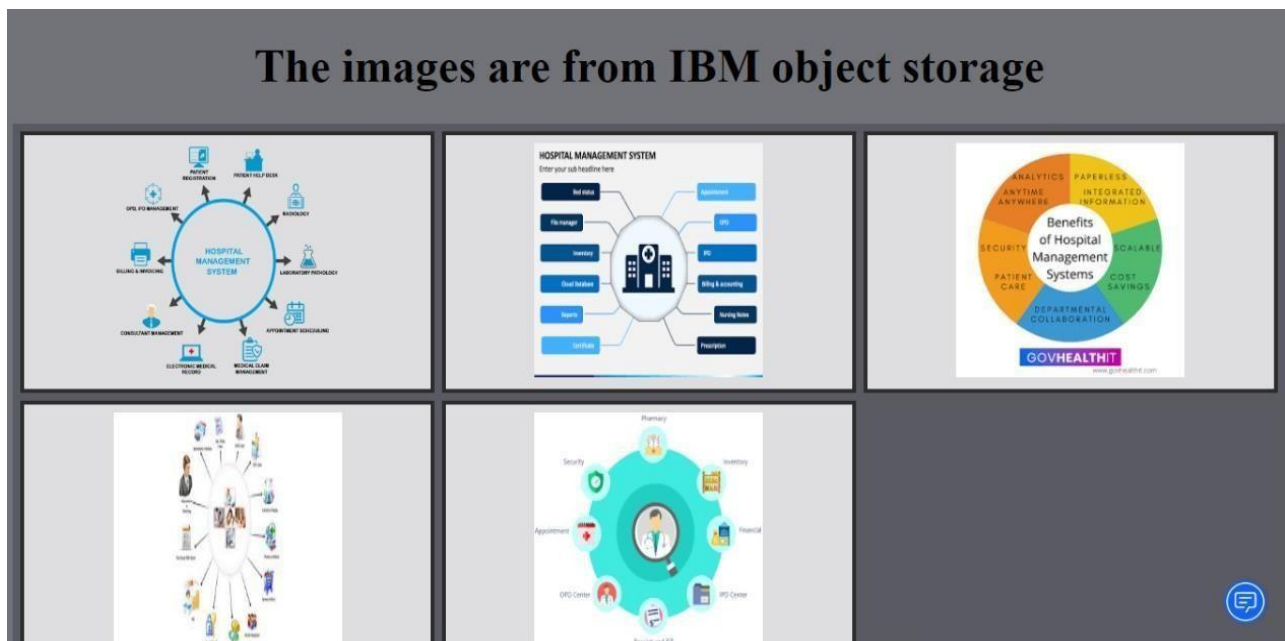 The images are from IBM object storage
PATIENT
REGISTRATION
PATIENT HELP DESK
OPD, IPD MANAGEMENT
RADIOLOGY
HOSPITAL
MANAGEMENT
SYSTEM
BILLING & INVOICING
LABORATORY PATHOLOGY
CONSULTANT MANAGEMENT
APPOINTMENT SCHEDULING
ELECTRONIC MEDICAL
RECORD
MEDICAL CLAIM
MANAGEMENT
HOSPITAL MANAGEMENT SYSTEM
Enter your sub headline here
Bed status
Appointment
File manager
OPD
Inventory
IPD
Cloud Database
Billing & accounting
Reports
Nursing Notes
Certificate
Prescription
ANALYTICS
PAPERLESS
ANYTIME
ANYWHERE
INTEGRATED
INFORMATION
Benefits
of Hospital
Management
Systems
SECURITY
SCALABLE
PATIENT
CARE
COST
SAVINGS
DEPARTMENTAL
COLLABORATION
GOVHEALTHIT
www.govhealthit.com
Pharmacy
Security
Inventory
Appointment
Financial
OPD Center
IPD Center